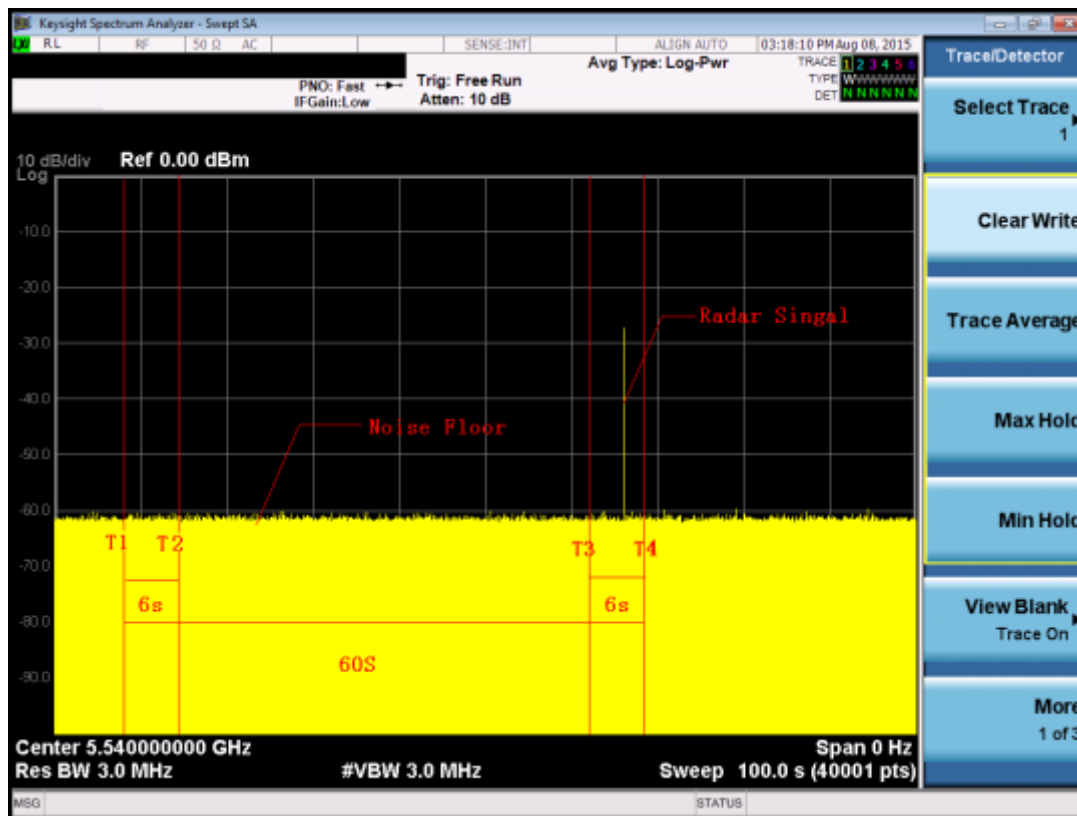 Keysight Spectrum Analyzer - Swept SA
RL RF 50 Ω AC SENSE:INT ALIGN AUTO 03:18:10 PM Aug 08, 2015
Avg Type: Log-Pwr
TRACE 1 2 3 4 5 6
TYPE WWWWWWW
DET N N N N N N
PNO: Fast
IFGain:Low
Trig: Free Run
Atten: 10 dB
Trace/Detector
Select Trace
1
Clear Write
Trace Average
Max Hold
Min Hold
View Blank
Trace On
More
1 of 3
10 dB/div Ref 0.00 dBm
Log
-10.0
-20.0
-30.0
-40.0
-50.0
-60.0
-70.0
-80.0
-90.0
Radar Singal
Noise Floor
T1 T2 T3 T4
6s 6s
60S
Center 5.540000000 GHz Span 0 Hz
Res BW 3.0 MHz #VBW 3.0 MHz Sweep 100.0 s (40001 pts)
MSG STATUS